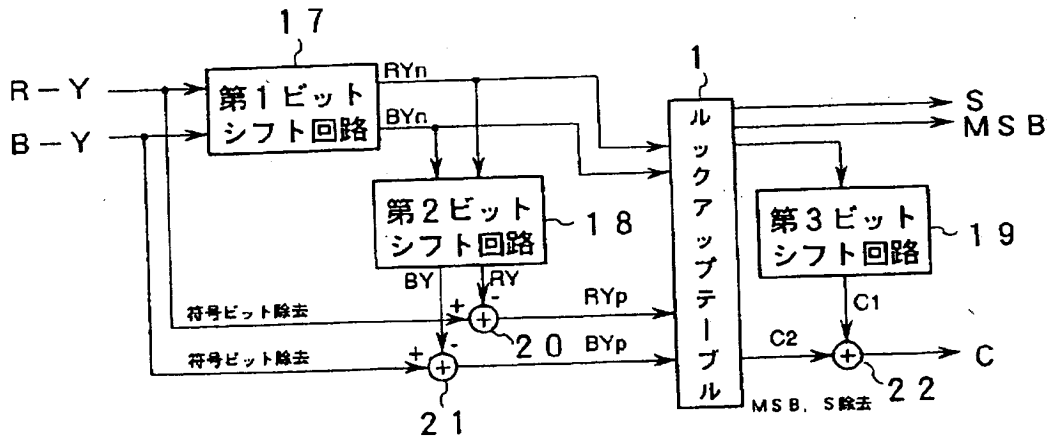 17
R－Y
B－Y
第1ビット
シフト回路
RYn
BYn
1
ルックアップテーブル
S
MSB
第2ビット
シフト回路
18
第3ビット
シフト回路
19
BY
RY
C1
符号ビット除去
+
-
+
20
RYp
符号ビット除去
+
-
+
21
BYp
C2
+
22
C
MSB, S除去